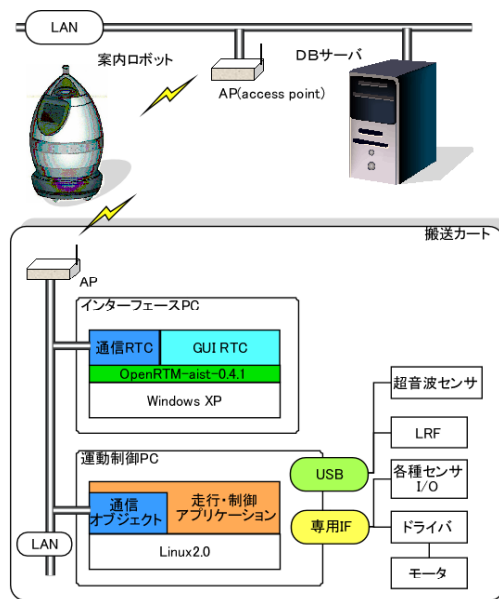 LAN
案内ロボット
DBサーバ
AP(access point)
搬送カート
AP
インターフェースPC
通信RTC
GUI RTC
OpenRTM-aist-0.4.1
Windows XP
超音波センサ
LRF
運動制御PC
USB
各種センサ
I/O
通信
オブジェクト
走行・制御
アプリケーション
専用IF
ドライバ
LAN
Linux2.0
モータ